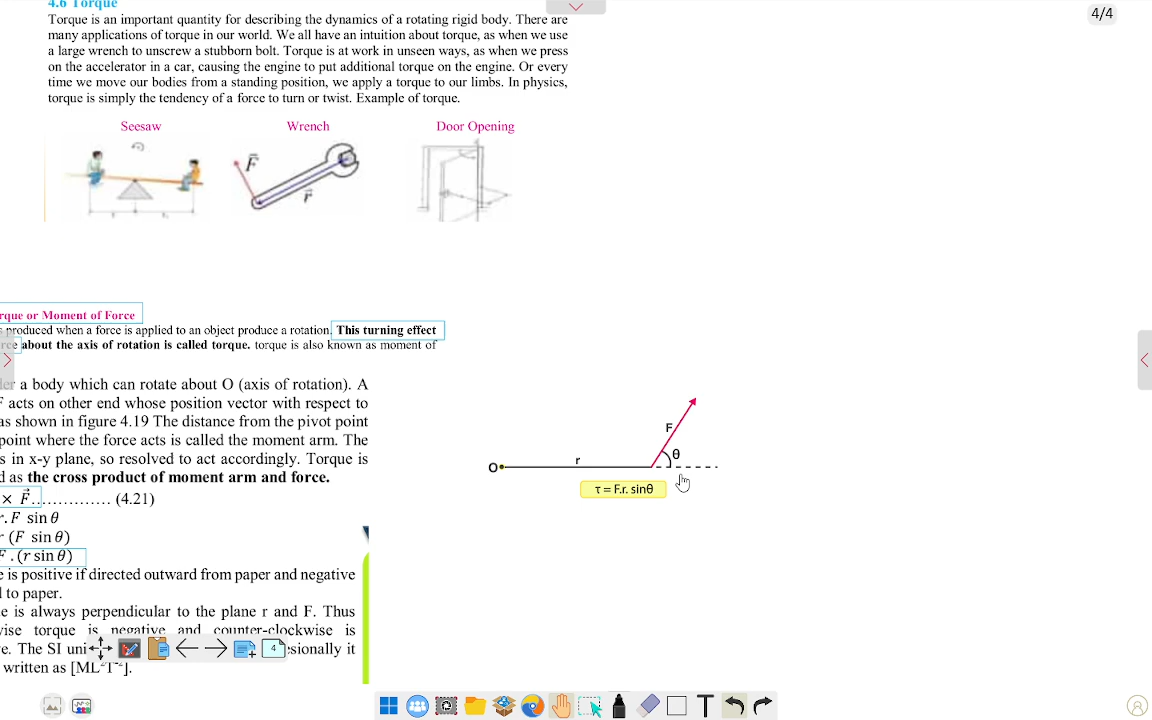 4.6 Torque
Torque is an important quantity for describing the dynamics of a rotating rigid body. There are
many applications of torque in our world. We all have an intuition about torque, as when we use
a large wrench to unscrew a stubborn bolt. Torque is at work in unseen ways, as when we press
on the accelerator in a car, causing the engine to put additional torque on the engine. Or every
time we move our bodies from a standing position, we apply a torque to our limbs. In physics,
torque is simply the tendency of a force to turn or twist. Example of torque.
4/4
Seesaw Wrench Door Opening
F⃗
r⃗
rque or Moment of Force
produced when a force is applied to an object produce a rotation. This turning effect
rce about the axis of rotation is called torque. torque is also known as moment of
a body which can rotate about O (axis of rotation). A
F acts on other end whose position vector with respect to
as shown in figure 4.19 The distance from the pivot point
point where the force acts is called the moment arm. The
s in x-y plane, so resolved to act accordingly. Torque is
d as the cross product of moment arm and force.
× F⃗ .............. (4.21)
r. F sin θ
r (F sin θ)
F . (r sin θ)
e is positive if directed outward from paper and negative
to paper.
e is always perpendicular to the plane r and F. Thus
wise torque is negative and counter-clockwise is
e. The SI uni
4
sionally it
written as [ML²T⁻²].
F
θ
r
O
τ = F.r. sinθ
T